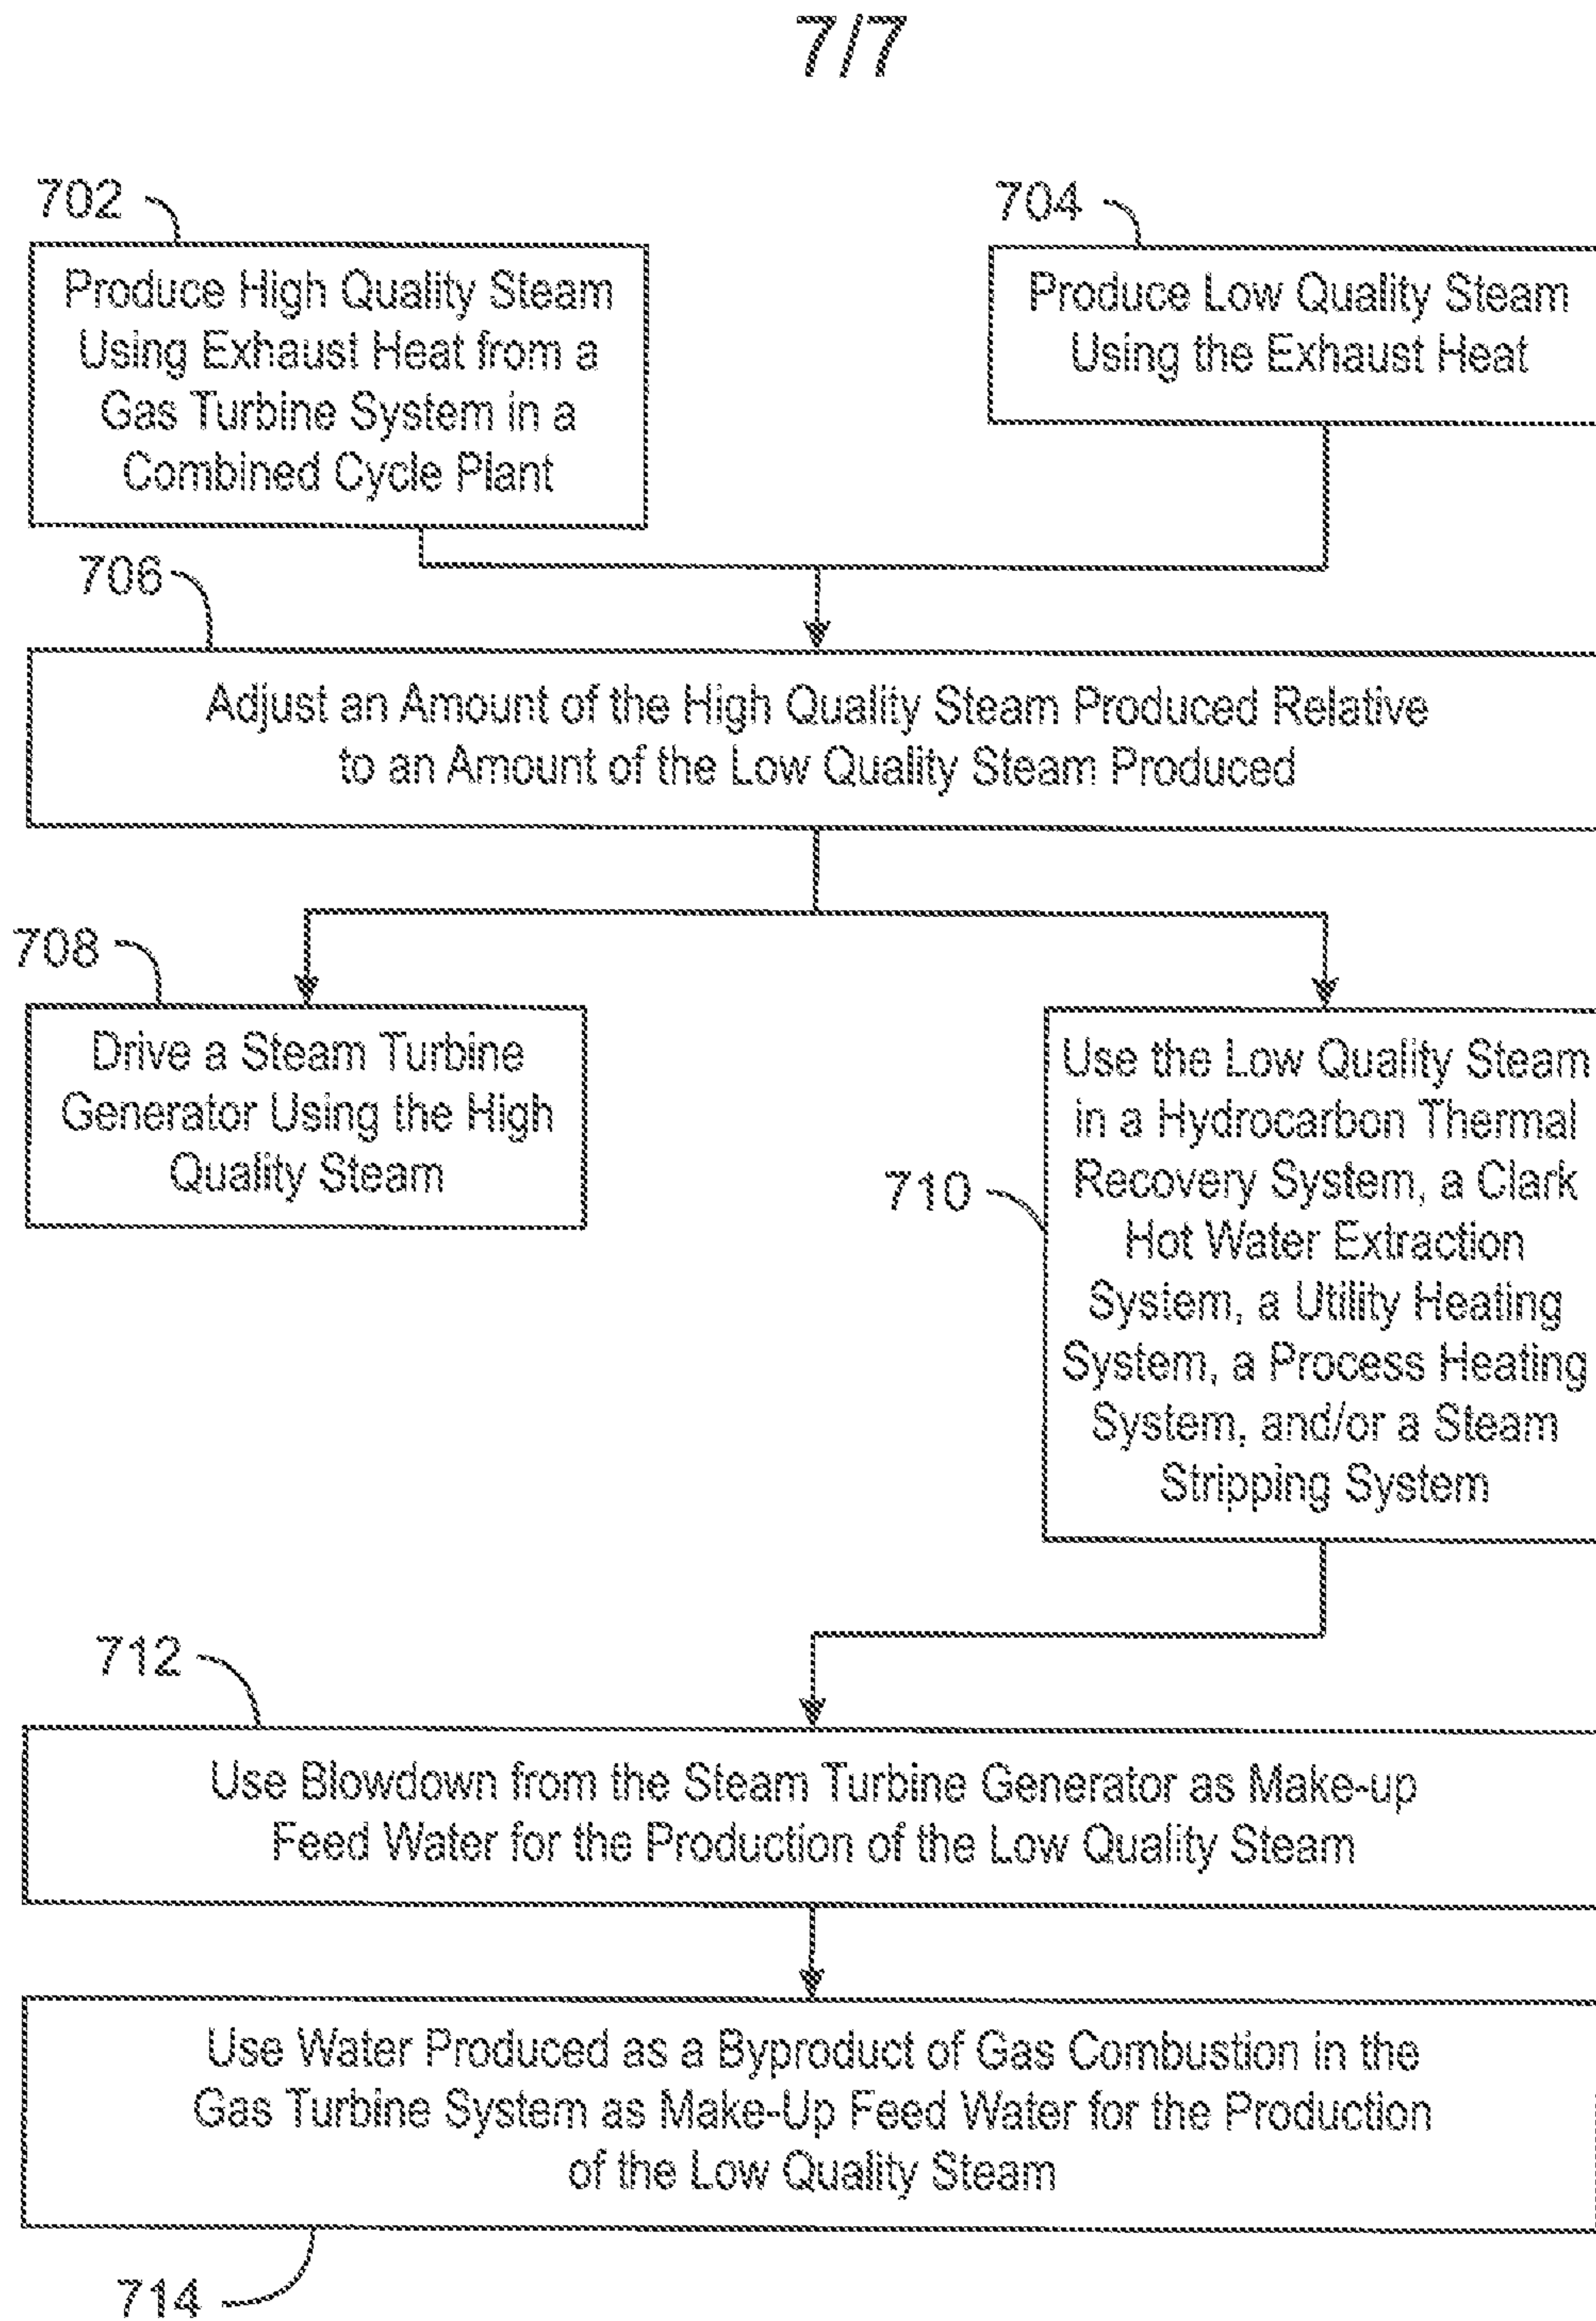 7/7
702
704
Produce High Quality Steam
Using Exhaust Heat from a
Gas Turbine System in a
Combined Cycle Plant
Produce Low Quality Steam
Using the Exhaust Heat
706
Adjust an Amount of the High Quality Steam Produced Relative
to an Amount of the Low Quality Steam Produced
708
Drive a Steam Turbine
Generator Using the High
Quality Steam
710
Use the Low Quality Steam
in a Hydrocarbon Thermal
Recovery System, a Clark
Hot Water Extraction
System, a Utility Heating
System, a Process Heating
System, and/or a Steam
Stripping System
712
Use Blowdown from the Steam Turbine Generator as Make-up
Feed Water for the Production of the Low Quality Steam
Use Water Produced as a Byproduct of Gas Combustion in the
Gas Turbine System as Make-Up Feed Water for the Production
of the Low Quality Steam
714